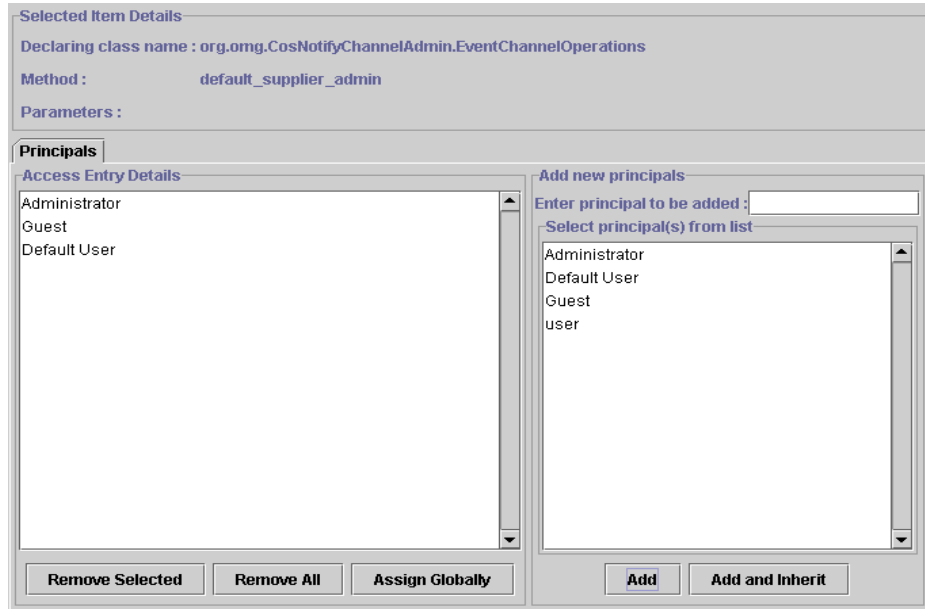 Selected Item Details
Declaring class name : org.omg.CosNotifyChannelAdmin.EventChannelOperations
Method : default_supplier_admin
Parameters :
Principals
Access Entry Details
Administrator
Guest
Default User
Remove Selected Remove All Assign Globally
Add new principals
Enter principal to be added :
Select principal(s) from list
Administrator
Default User
Guest
user
Add Add and Inherit